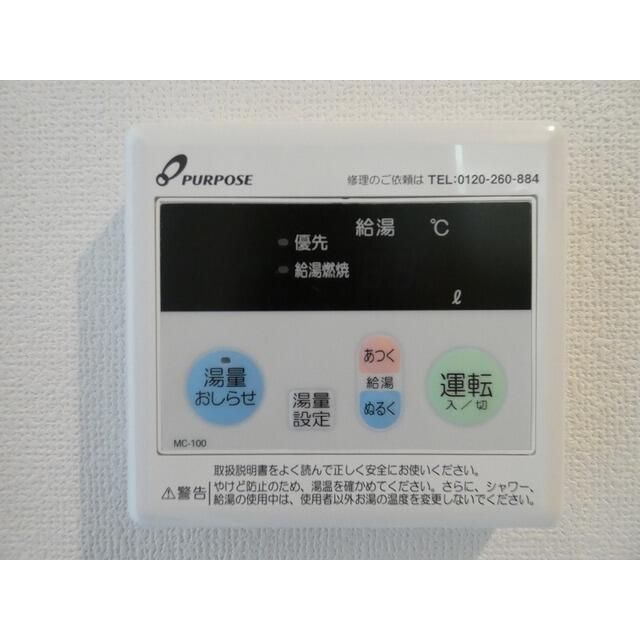 PURPOSE
修理のご依頼は TEL:0120-260-884
給湯 ℃
優先
給湯燃焼
ℓ
湯量
おしらせ
湯量
設定
あつく
給湯
ぬるく
運転
入／切
MC-100
取扱説明書をよく読んで正しく安全にお使いください。
⚠警告
やけど防止のため、湯温を確かめてください。さらに、シャワー、
給湯の使用中は、使用者以外お湯の温度を変更しないでください。